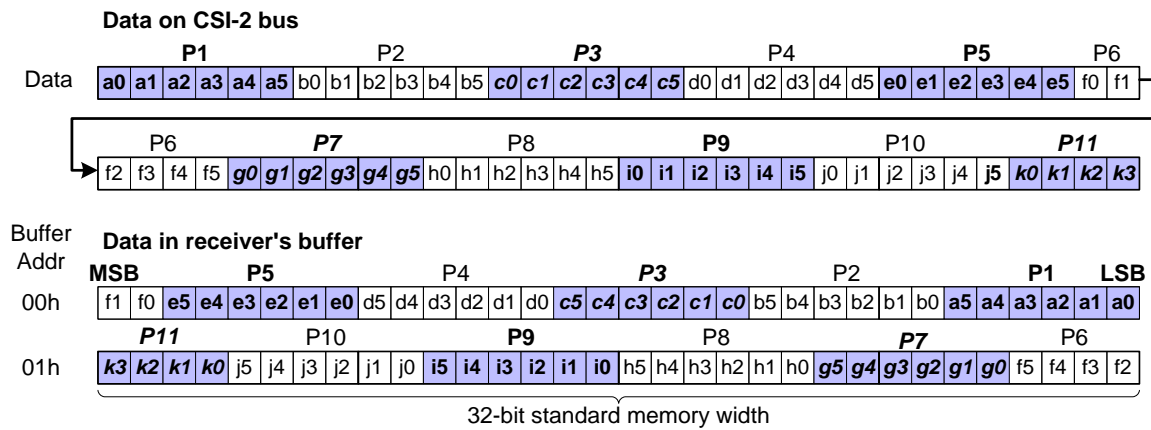 Data on CSI-2 bus
P1 P2 P3 P4 P5 P6
Data a0 a1 a2 a3 a4 a5 b0 b1 b2 b3 b4 b5 c0 c1 c2 c3 c4 c5 d0 d1 d2 d3 d4 d5 e0 e1 e2 e3 e4 e5 f0 f1
P6 P7 P8 P9 P10 P11
f2 f3 f4 f5 g0 g1 g2 g3 g4 g5 h0 h1 h2 h3 h4 h5 i0 i1 i2 i3 i4 i5 j0 j1 j2 j3 j4 j5 k0 k1 k2 k3
Buffer
Addr
Data in receiver's buffer
MSB P5 P4 P3 P2 P1 LSB
00h f1 f0 e5 e4 e3 e2 e1 e0 d5 d4 d3 d2 d1 d0 c5 c4 c3 c2 c1 c0 b5 b4 b3 b2 b1 b0 a5 a4 a3 a2 a1 a0
P11 P10 P9 P8 P7 P6
01h k3 k2 k1 k0 j5 j4 j3 j2 j1 j0 i5 i4 i3 i2 i1 i0 h5 h4 h3 h2 h1 h0 g5 g4 g3 g2 g1 g0 f5 f4 f3 f2
32-bit standard memory width